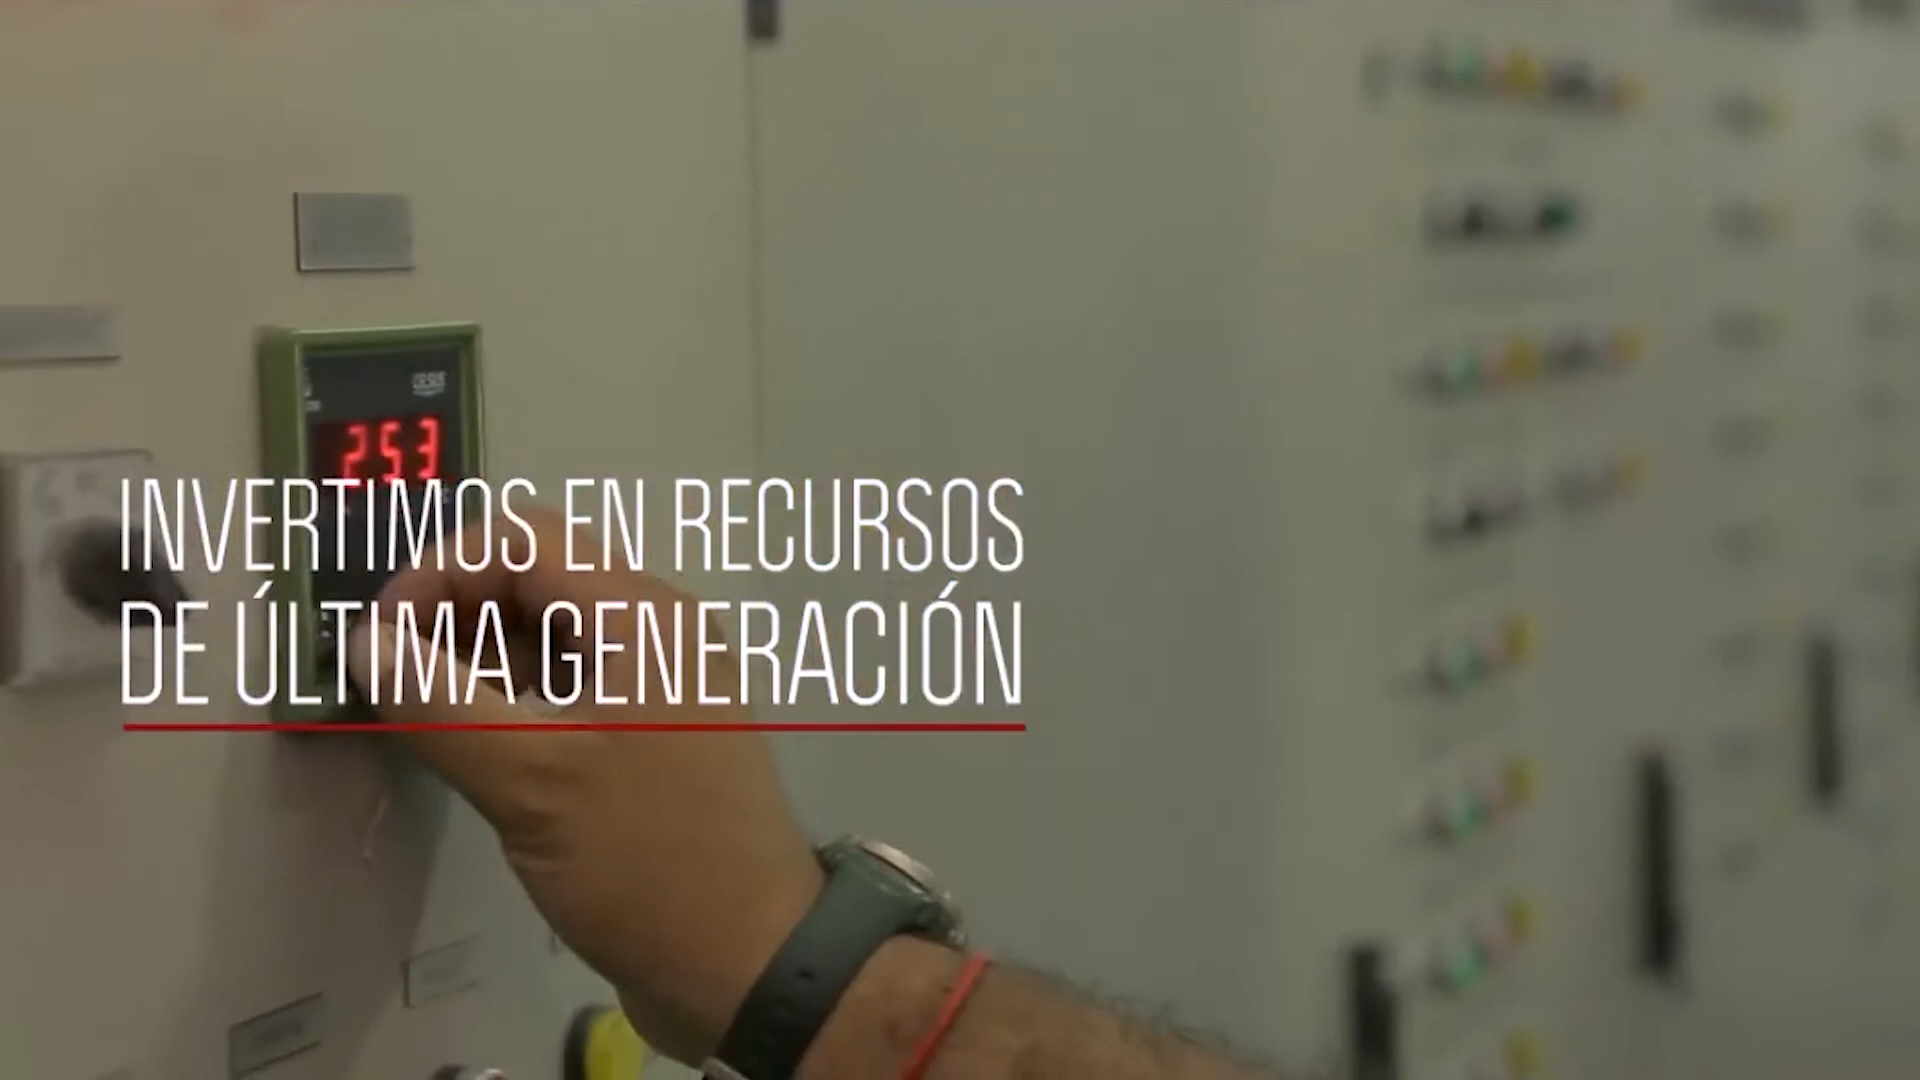 253
INVERTIMOS EN RECURSOS
DE ÚLTIMA GENERACIÓN